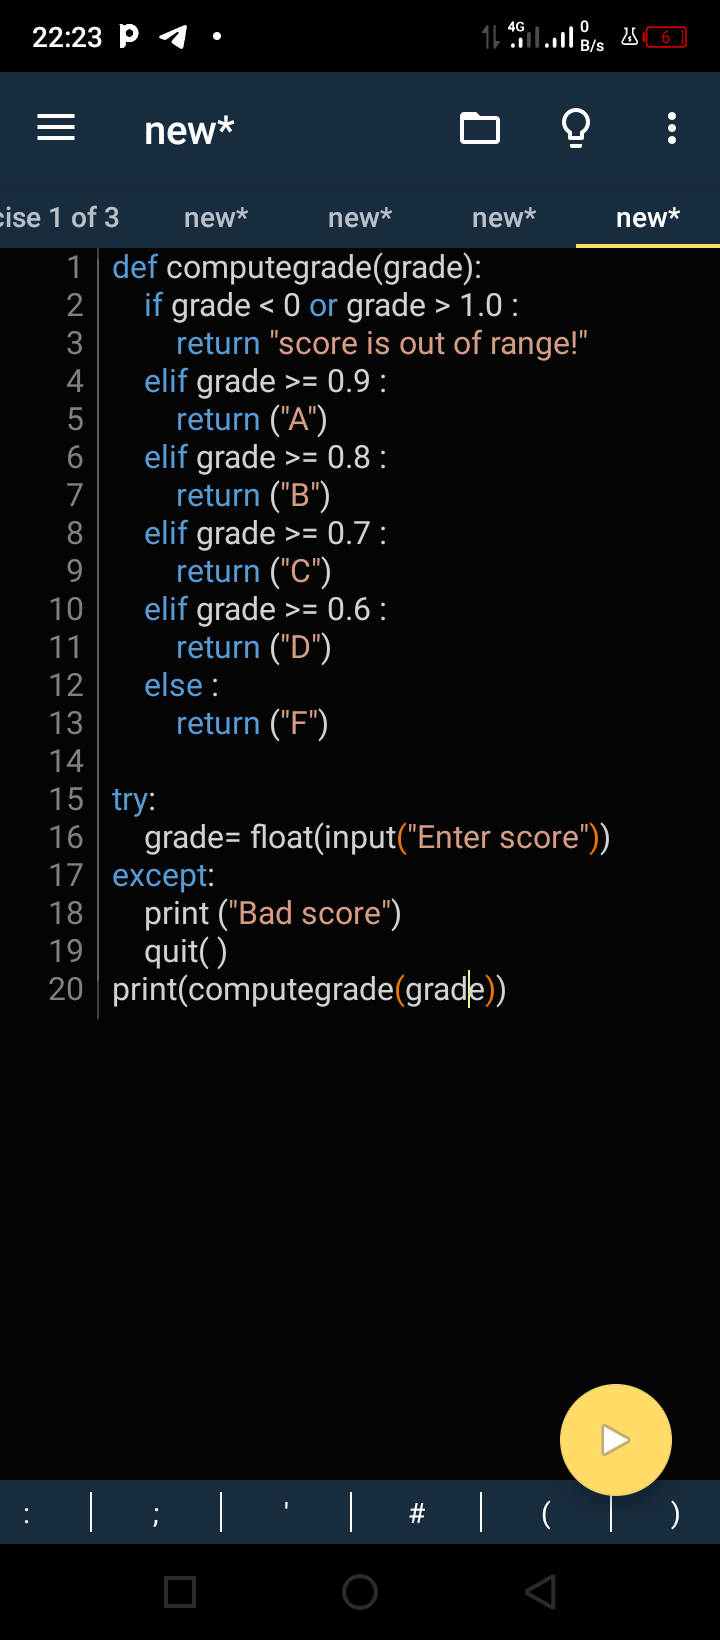 22:23
4G 0 B/s 6
new*
cise 1 of 3 new* new* new* new*
1 def computegrade(grade):
2 if grade < 0 or grade > 1.0 :
3 return "score is out of range!"
4 elif grade >= 0.9 :
5 return ("A")
6 elif grade >= 0.8 :
7 return ("B")
8 elif grade >= 0.7 :
9 return ("C")
10 elif grade >= 0.6 :
11 return ("D")
12 else :
13 return ("F")
14
15 try:
16 grade= float(input("Enter score"))
17 except:
18 print ("Bad score")
19 quit( )
20 print(computegrade(grade))
: ; ' # ( )